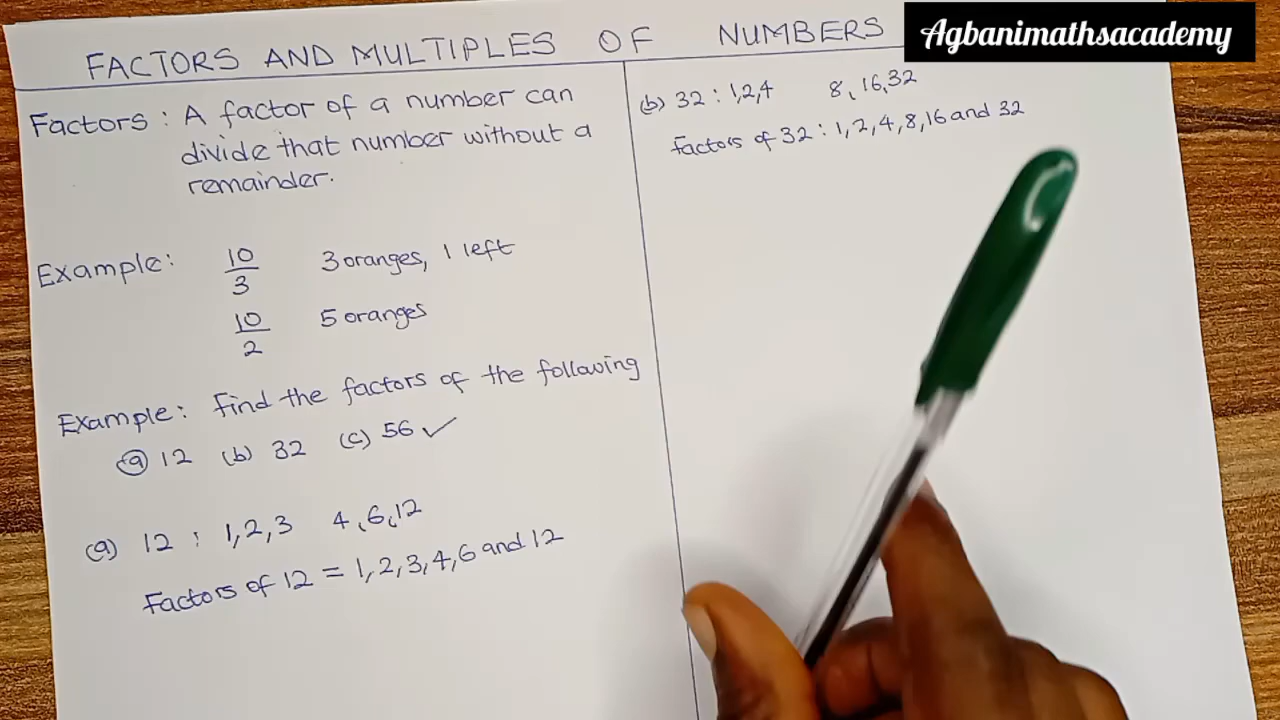 Agbanimathsacademy
FACTORS AND MULTIPLES OF NUMBERS
Factors: A factor of a number can
divide that number without a
remainder.
Example: 10/3 3 oranges, 1 left
10/2 5 oranges
Example: Find the factors of the following
(a) 12 (b) 32 (c) 56 ✓
(a) 12 : 1, 2, 3 4, 6, 12
Factors of 12 = 1, 2, 3, 4, 6 and 12
(b) 32 : 1, 2, 4 8, 16, 32
factors of 32 : 1, 2, 4, 8, 16 and 32